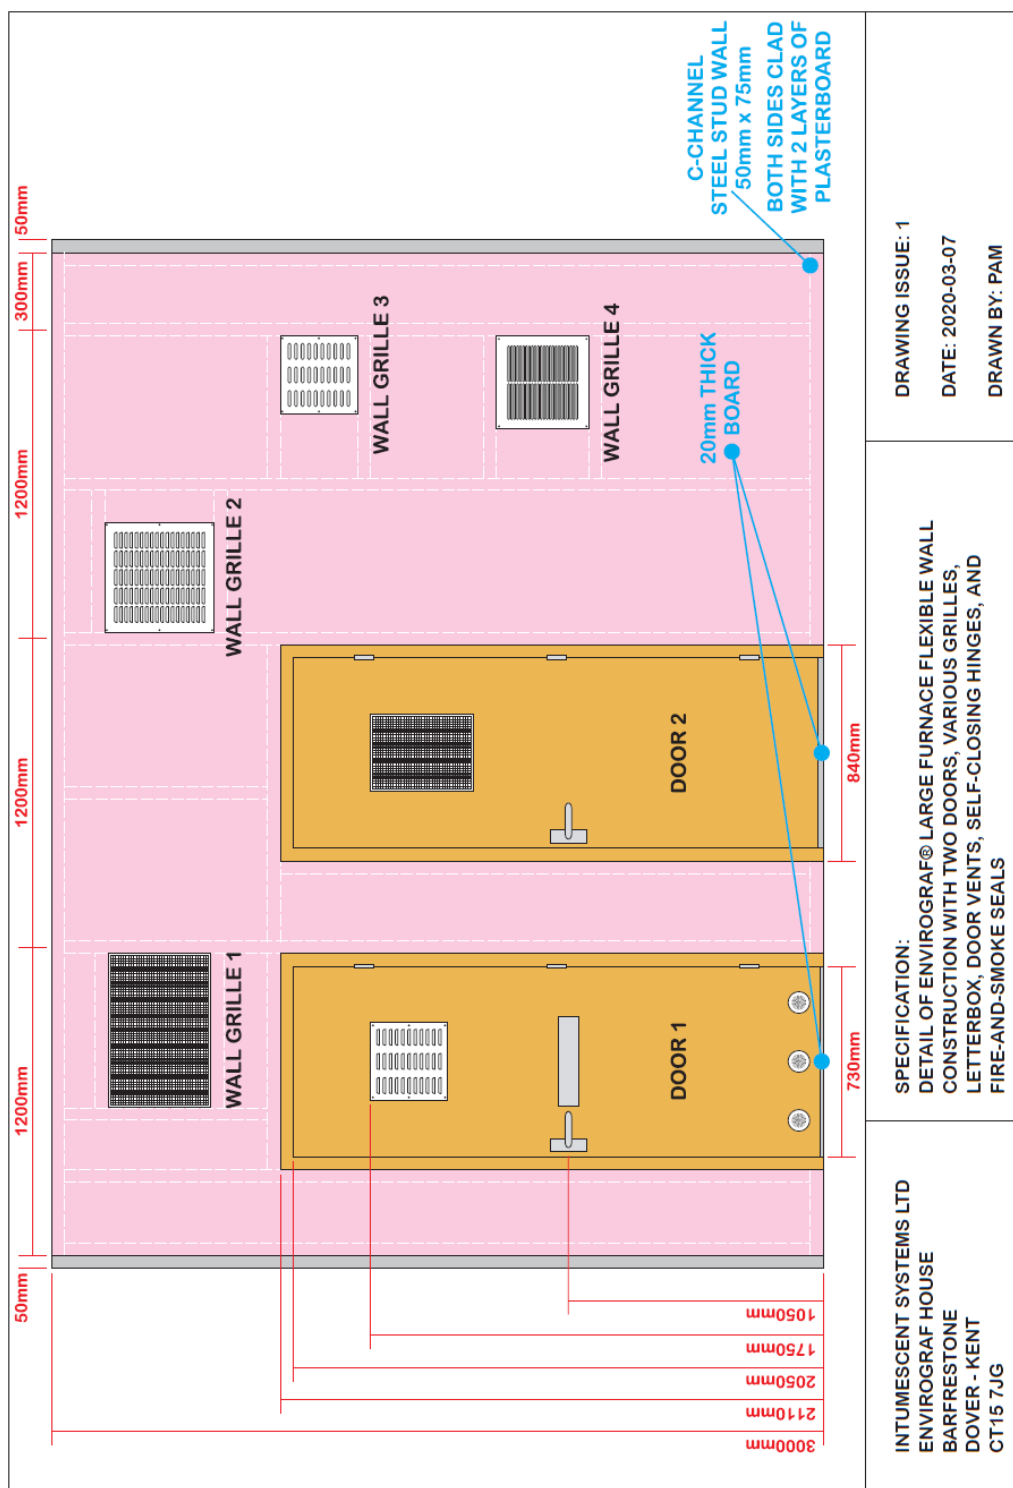 50mm
1200mm
1200mm
1200mm
300mm
50mm
C-CHANNEL
STEEL STUD WALL
50mm x 75mm
BOTH SIDES CLAD
WITH 2 LAYERS OF
PLASTERBOARD
WALL GRILLE 1
WALL GRILLE 2
WALL GRILLE 3
WALL GRILLE 4
20mm THICK
BOARD
DOOR 1
DOOR 2
730mm
840mm
3000mm
2110mm
2050mm
1750mm
1050mm
INTUMESCENT SYSTEMS LTD
ENVIROGRAF HOUSE
BARFRESTONE
DOVER - KENT
CT15 7JG
SPECIFICATION:
DETAIL OF ENVIROGRAF® LARGE FURNACE FLEXIBLE WALL
CONSTRUCTION WITH TWO DOORS, VARIOUS GRILLES,
LETTERBOX, DOOR VENTS, SELF-CLOSING HINGES, AND
FIRE-AND-SMOKE SEALS
DRAWING ISSUE: 1
DATE: 2020-03-07
DRAWN BY: PAM